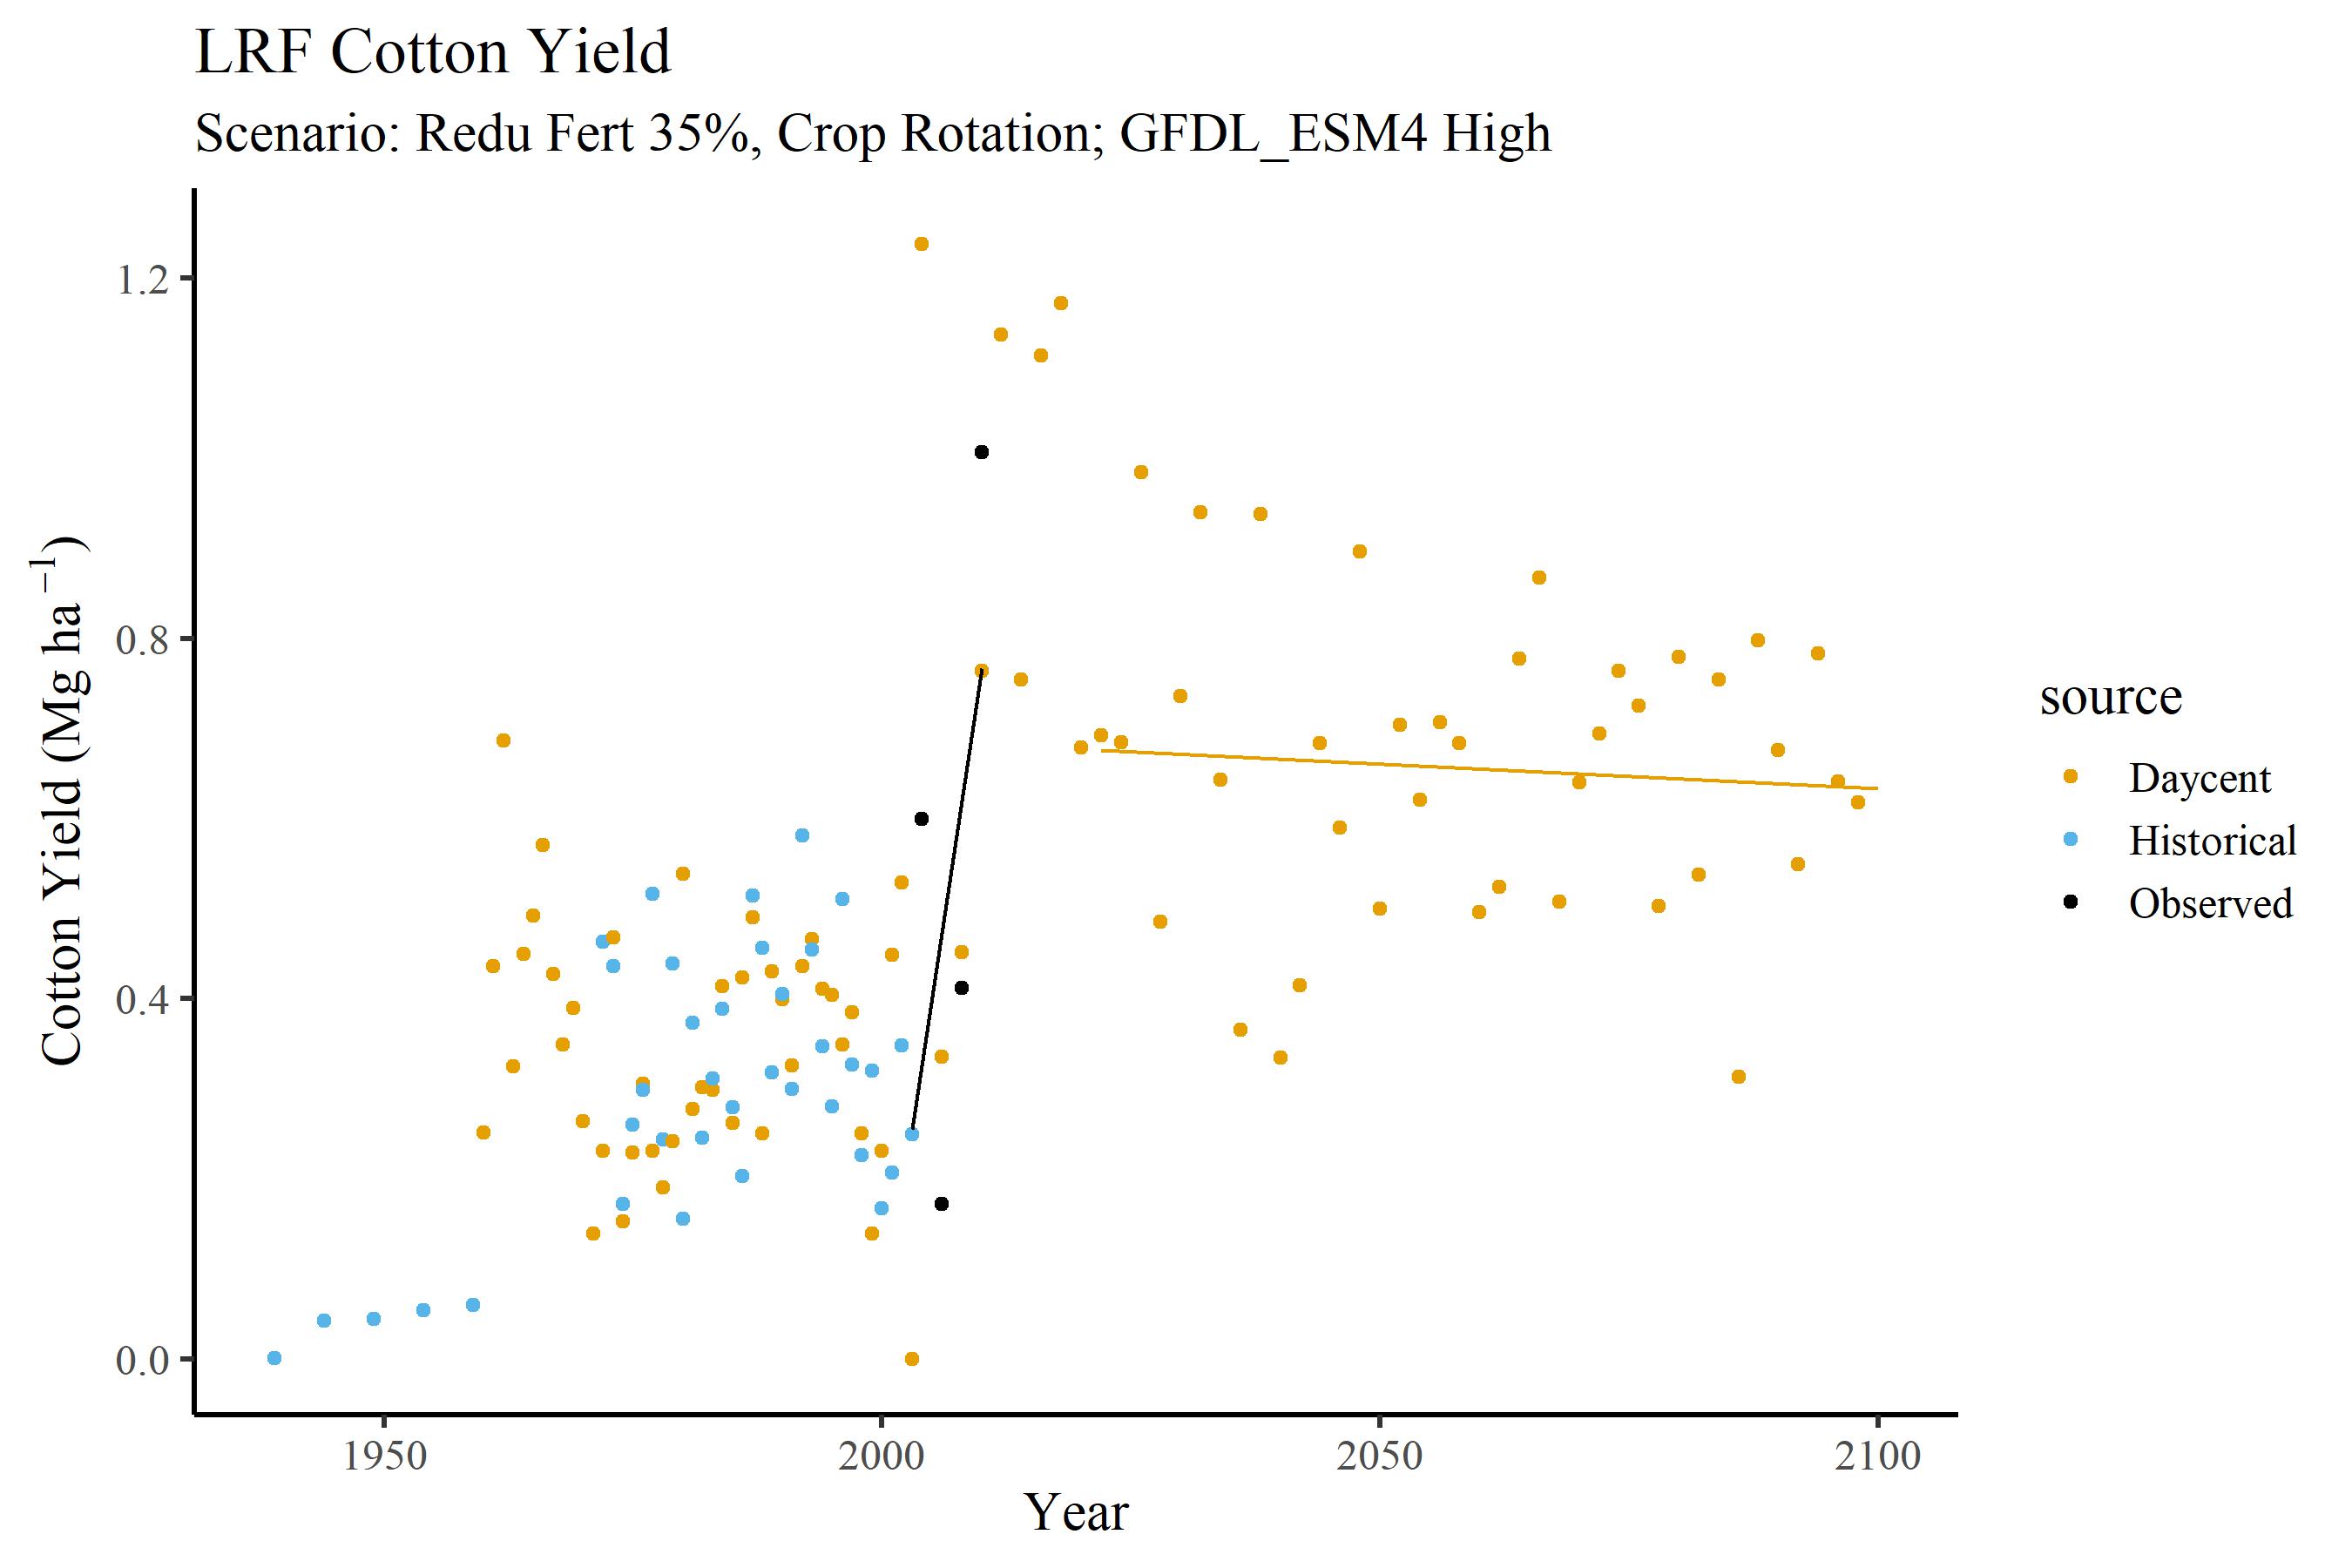 LRF Cotton Yield
Scenario: Redu Fert 35%, Crop Rotation; GFDL_ESM4 High
Cotton Yield (Mg ha⁻¹)
1.2
0.8
0.4
0.0
1950
2000
2050
2100
Year
source
Daycent
Historical
Observed